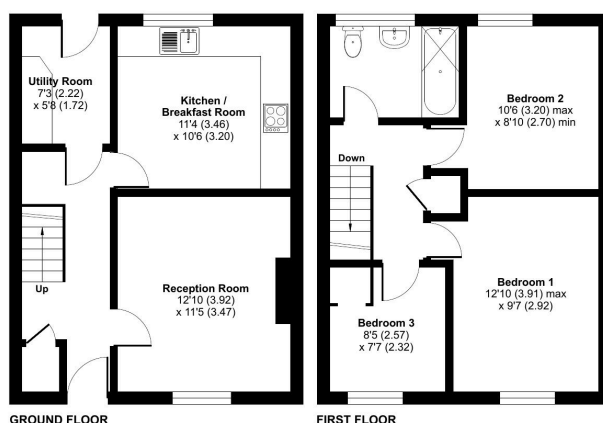 Utility Room
7'3 (2.22)
x 5'8 (1.72)
Kitchen /
Breakfast Room
11'4 (3.46)
x 10'6 (3.20)
Up
Reception Room
12'10 (3.92)
x 11'5 (3.47)
GROUND FLOOR
Bedroom 2
10'6 (3.20) max
x 8'10 (2.70) min
Down
Bedroom 1
12'10 (3.91) max
x 9'7 (2.92)
Bedroom 3
8'5 (2.57)
x 7'7 (2.32)
FIRST FLOOR